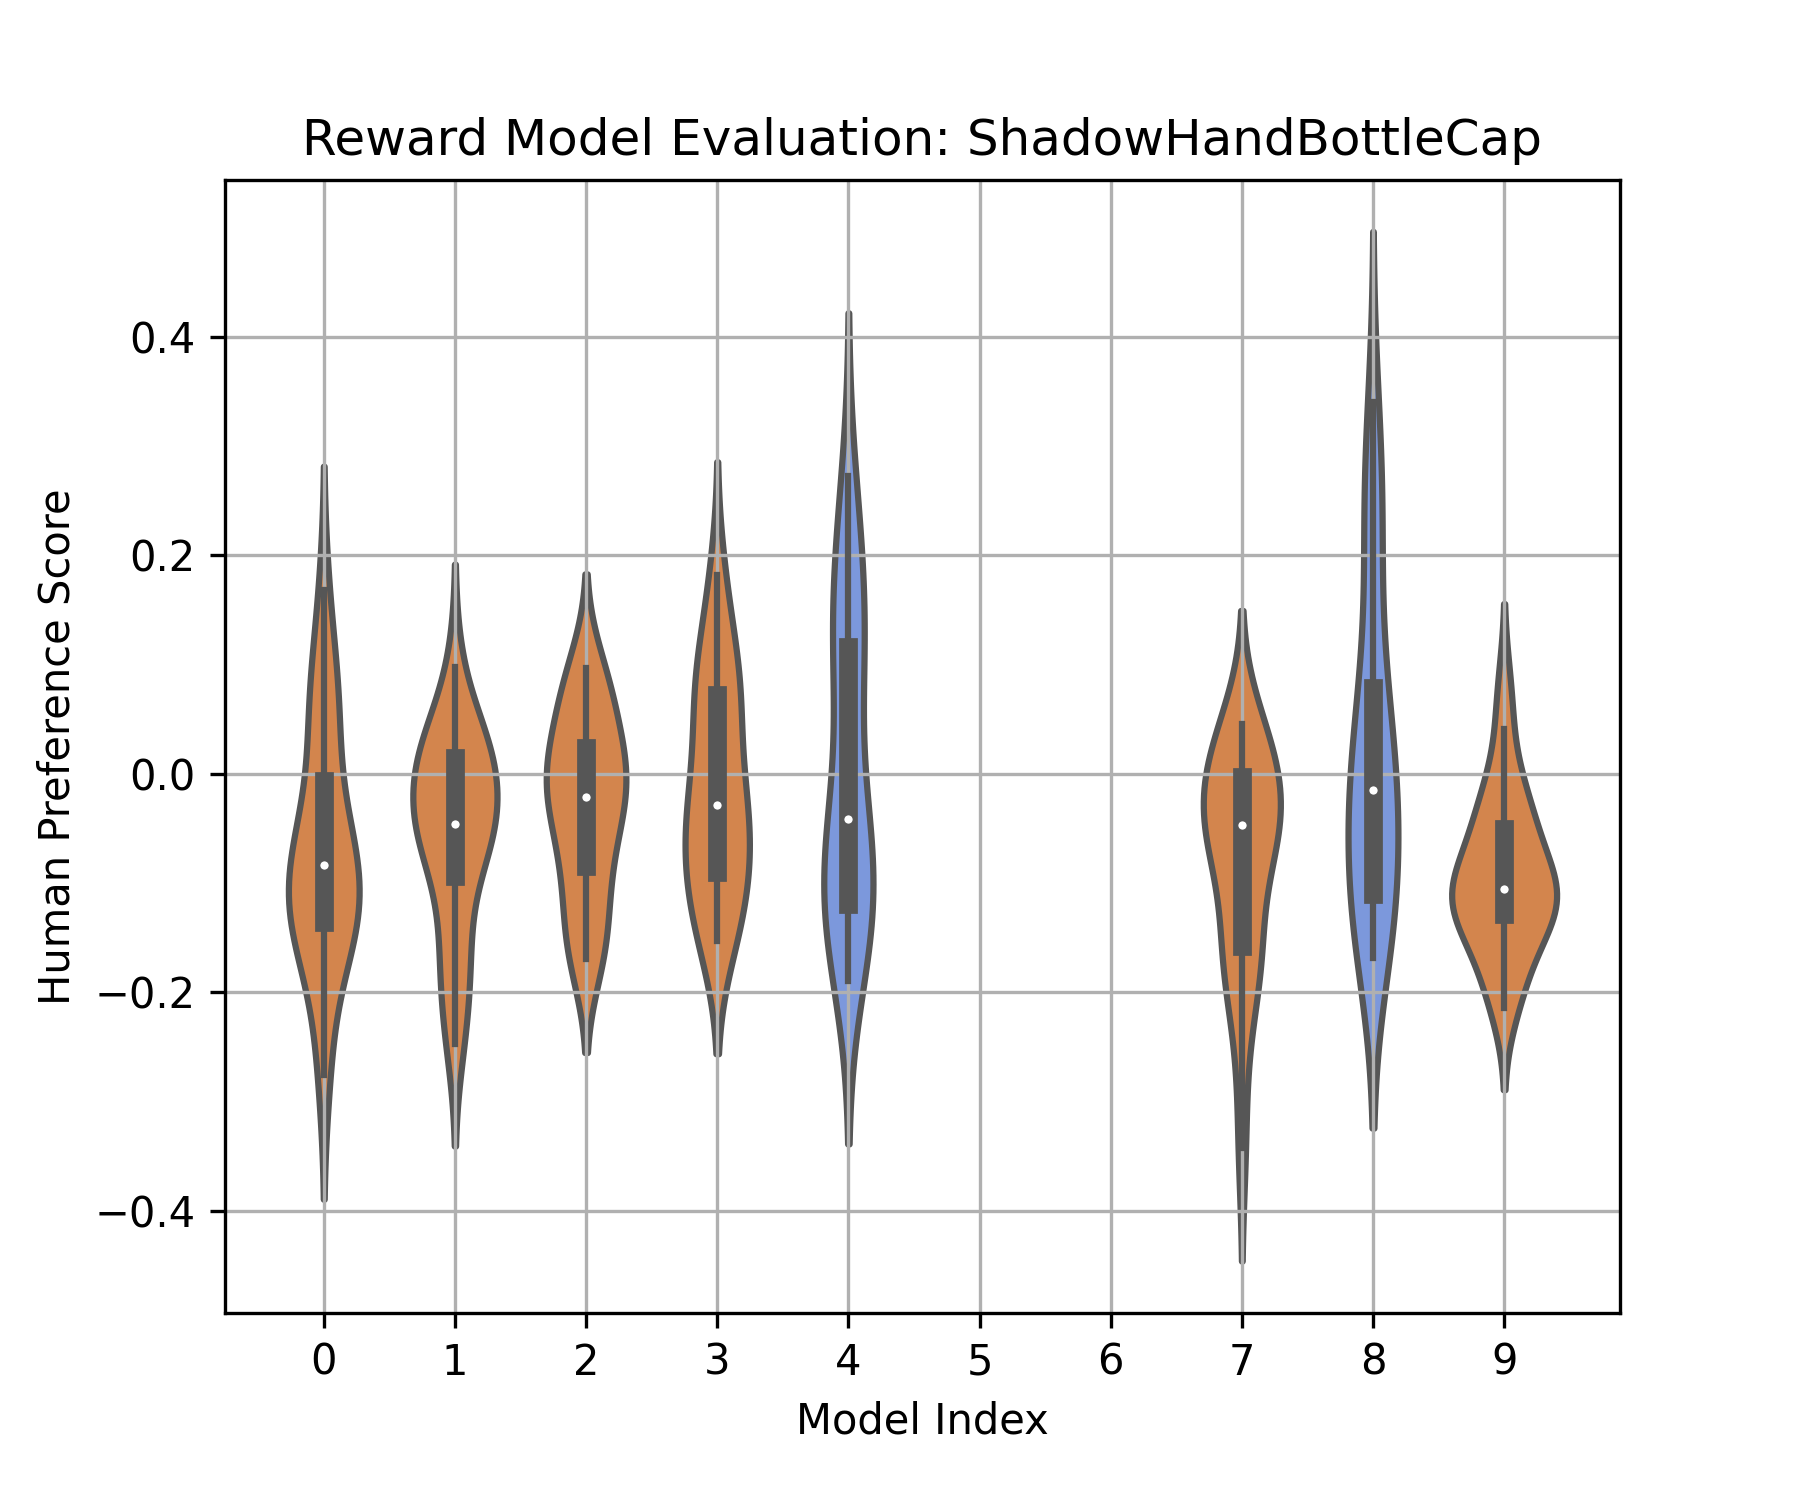 Reward Model Evaluation: ShadowHandBottleCap
Human Preference Score
0.4
0.2
0.0
−0.2
−0.4
0 1 2 3 4 5 6 7 8 9
Model Index